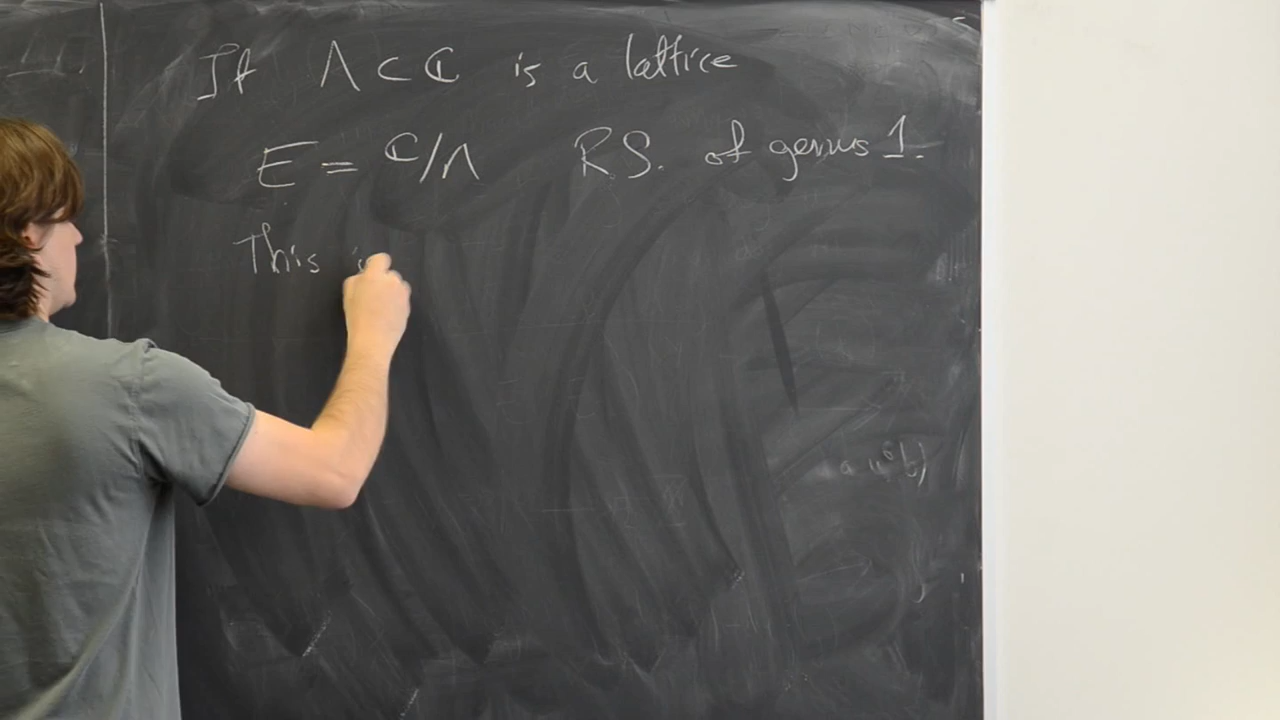 If Λ ⊂ ℂ is a lattice
E = ℂ/Λ R.S. of genus 1.
This i